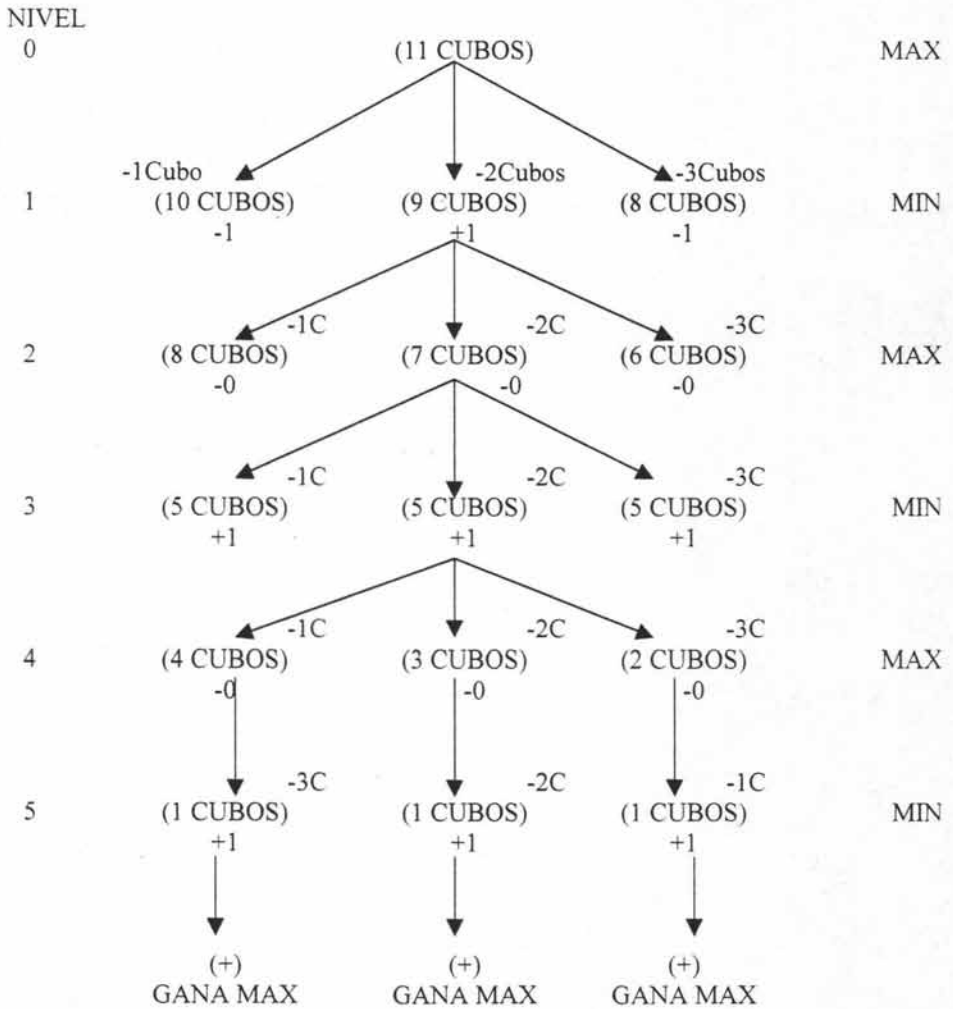 NIVEL
0 (11 CUBOS) MAX
-1Cubo -2Cubos -3Cubos
1 (10 CUBOS) (9 CUBOS) (8 CUBOS) MIN
-1 +1 -1
-1C -2C -3C
2 (8 CUBOS) (7 CUBOS) (6 CUBOS) MAX
-0 -0 -0
-1C -2C -3C
3 (5 CUBOS) (5 CUBOS) (5 CUBOS) MIN
+1 +1 +1
-1C -2C -3C
4 (4 CUBOS) (3 CUBOS) (2 CUBOS) MAX
-0 -0 -0
-3C -2C -1C
5 (1 CUBOS) (1 CUBOS) (1 CUBOS) MIN
+1 +1 +1
(+) (+) (+)
GANA MAX GANA MAX GANA MAX